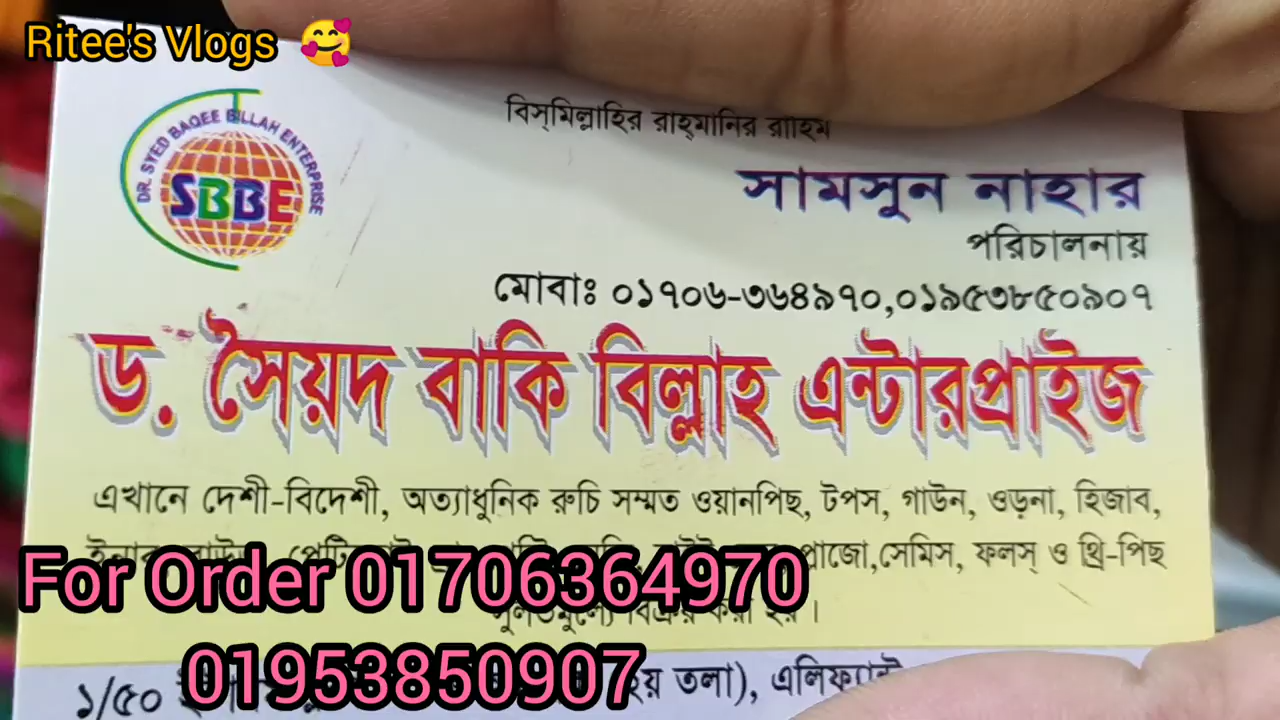 Ritee's Vlogs 🥰
বিস্‌মিল্লাহির রাহ্‌মানির রাহিম
DR. SYED BAQEE BILLAH ENTERPRISE
SBBE
সামসুন নাহার
পরিচালনায়
মোবাঃ ০১৭০৬-৩৬৪৯৭০,০১৯৫৩৮৫০৯০৭
ড. সৈয়দ বাকি বিল্লাহ এন্টারপ্রাইজ
এখানে দেশী-বিদেশী, অত্যাধুনিক রুচি সম্মত ওয়ানপিছ, টপস, গাউন, ওড়না, হিজাব,
প্লাজো,সেমিস, ফলস্ ও থ্রি-পিছ
For Order 01706364970
সুলভমূল্যে বিক্রয় করা হয়।
01953850907
১/৫০ তলা),